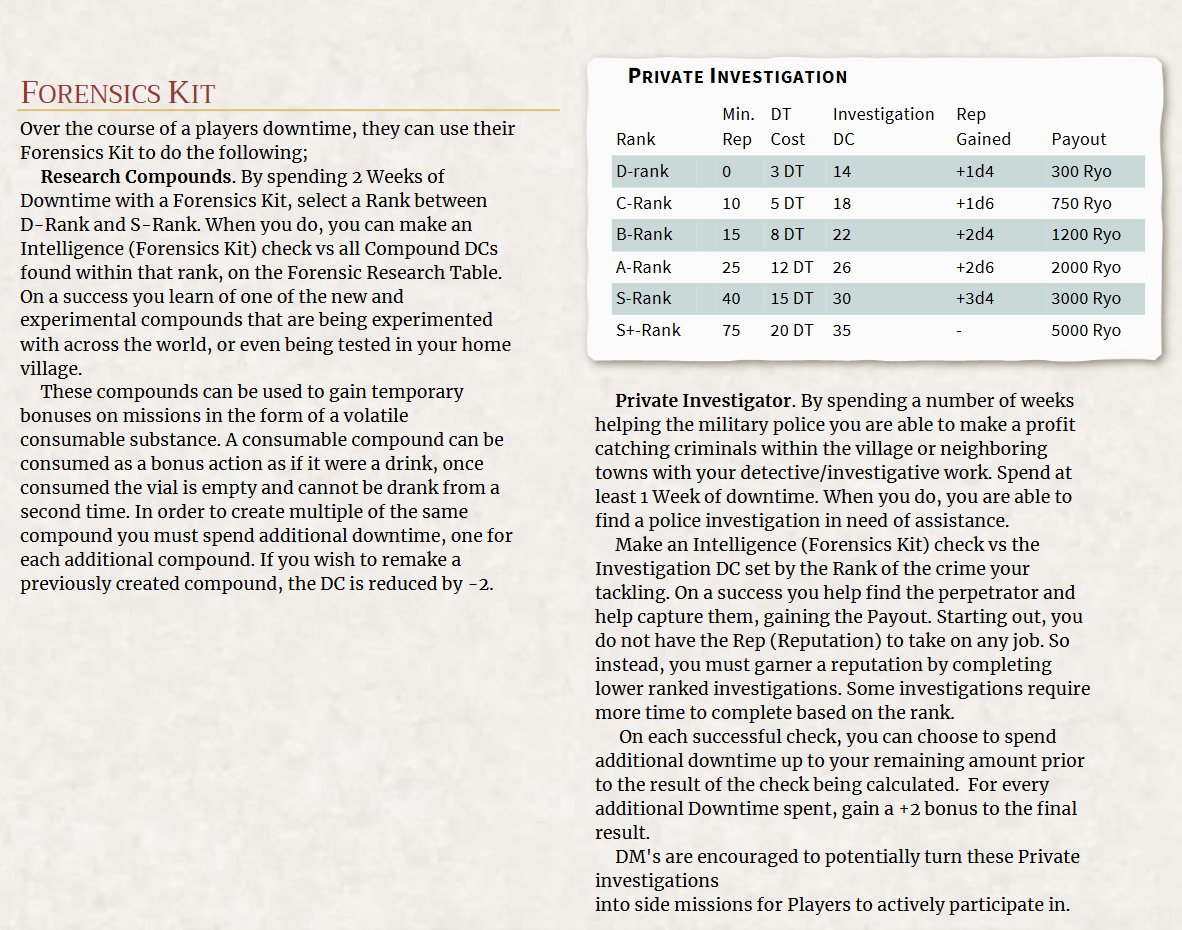 FORENSICS KIT
Over the course of a players downtime, they can use their
Forensics Kit to do the following;
Research Compounds. By spending 2 Weeks of
Downtime with a Forensics Kit, select a Rank between
D-Rank and S-Rank. When you do, you can make an
Intelligence (Forensics Kit) check vs all Compound DCs
found within that rank, on the Forensic Research Table.
On a success you learn of one of the new and
experimental compounds that are being experimented
with across the world, or even being tested in your home
village.
These compounds can be used to gain temporary
bonuses on missions in the form of a volatile
consumable substance. A consumable compound can be
consumed as a bonus action as if it were a drink, once
consumed the vial is empty and cannot be drank from a
second time. In order to create multiple of the same
compound you must spend additional downtime, one for
each additional compound. If you wish to remake a
previously created compound, the DC is reduced by -2.
PRIVATE INVESTIGATION
Rank Min. Rep DT Cost Investigation DC Rep Gained Payout
D-rank 0 3 DT 14 +1d4 300 Ryo
C-Rank 10 5 DT 18 +1d6 750 Ryo
B-Rank 15 8 DT 22 +2d4 1200 Ryo
A-Rank 25 12 DT 26 +2d6 2000 Ryo
S-Rank 40 15 DT 30 +3d4 3000 Ryo
S+-Rank 75 20 DT 35 - 5000 Ryo
Private Investigator. By spending a number of weeks
helping the military police you are able to make a profit
catching criminals within the village or neighboring
towns with your detective/investigative work. Spend at
least 1 Week of downtime. When you do, you are able to
find a police investigation in need of assistance.
Make an Intelligence (Forensics Kit) check vs the
Investigation DC set by the Rank of the crime your
tackling. On a success you help find the perpetrator and
help capture them, gaining the Payout. Starting out, you
do not have the Rep (Reputation) to take on any job. So
instead, you must garner a reputation by completing
lower ranked investigations. Some investigations require
more time to complete based on the rank.
On each successful check, you can choose to spend
additional downtime up to your remaining amount prior
to the result of the check being calculated. For every
additional Downtime spent, gain a +2 bonus to the final
result.
DM's are encouraged to potentially turn these Private
investigations
into side missions for Players to actively participate in.